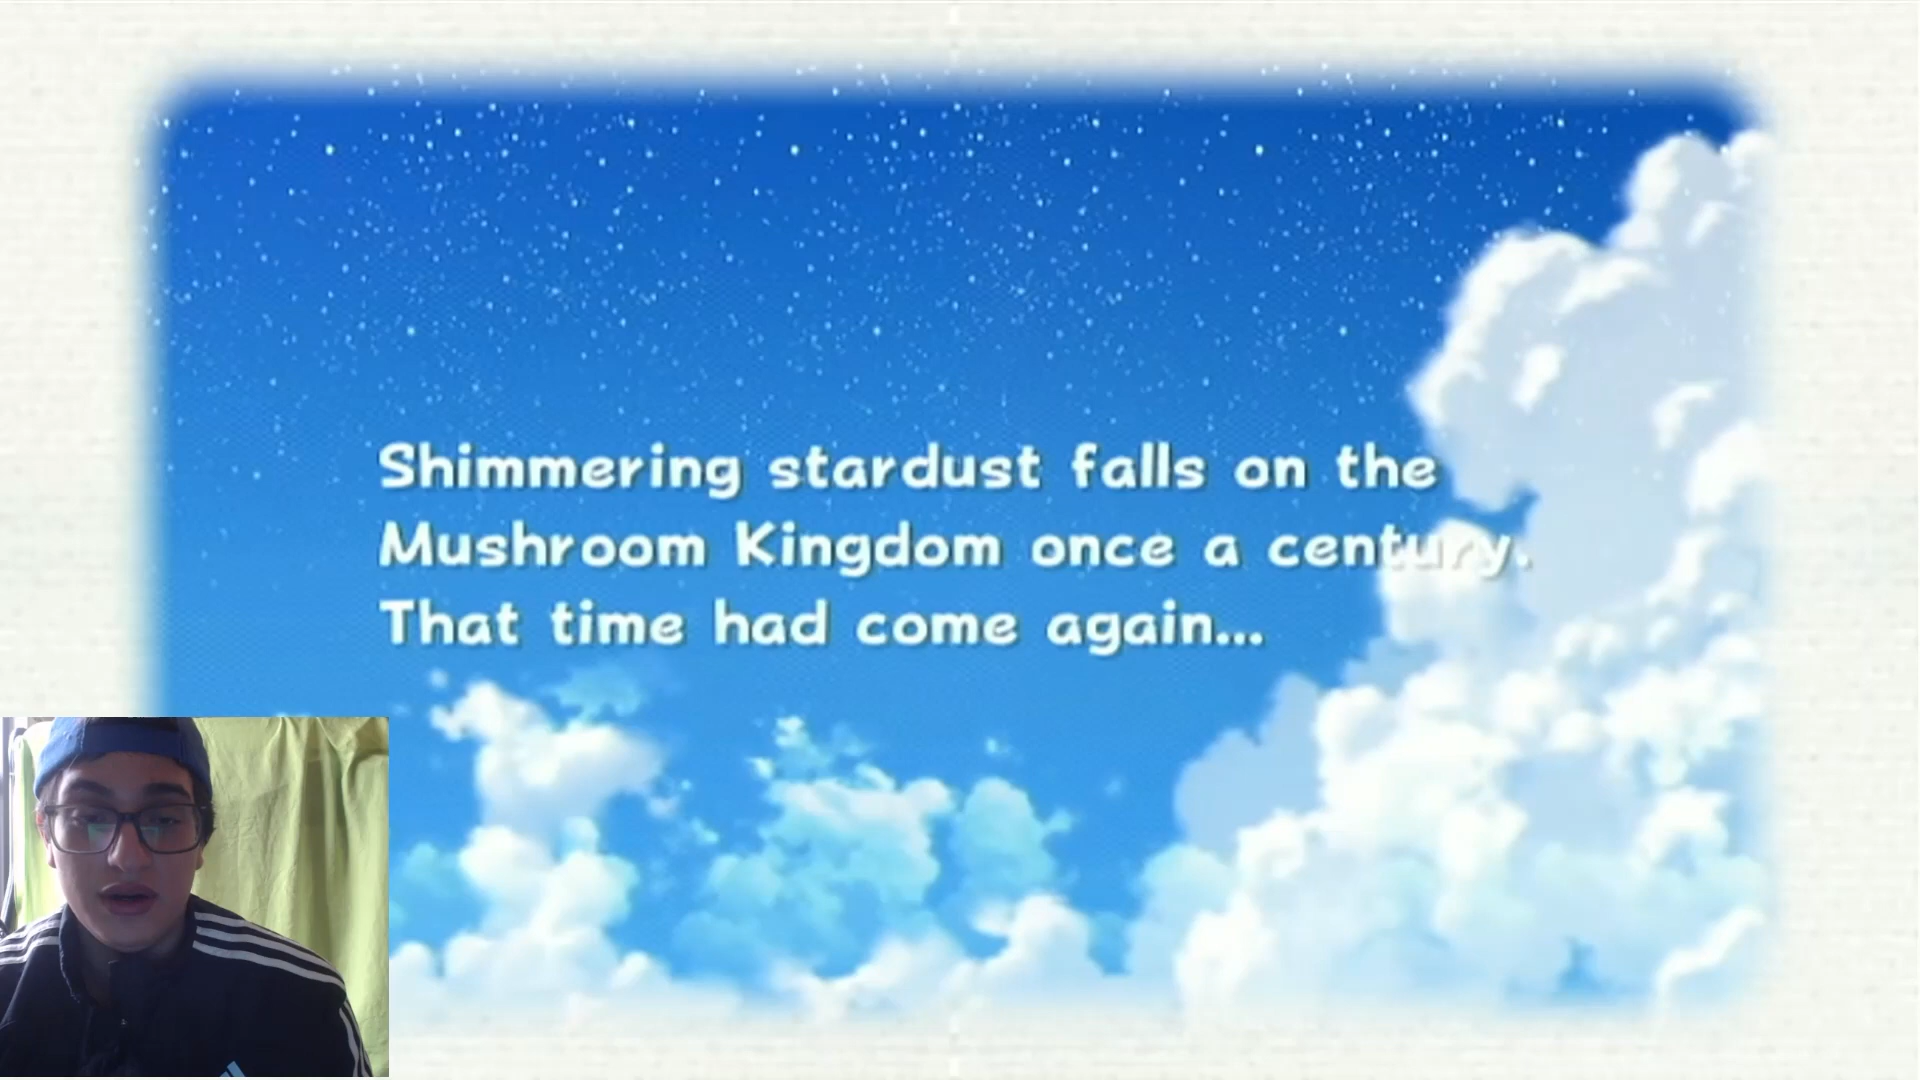 Shimmering stardust falls on the
Mushroom Kingdom once a century.
That time had come again...